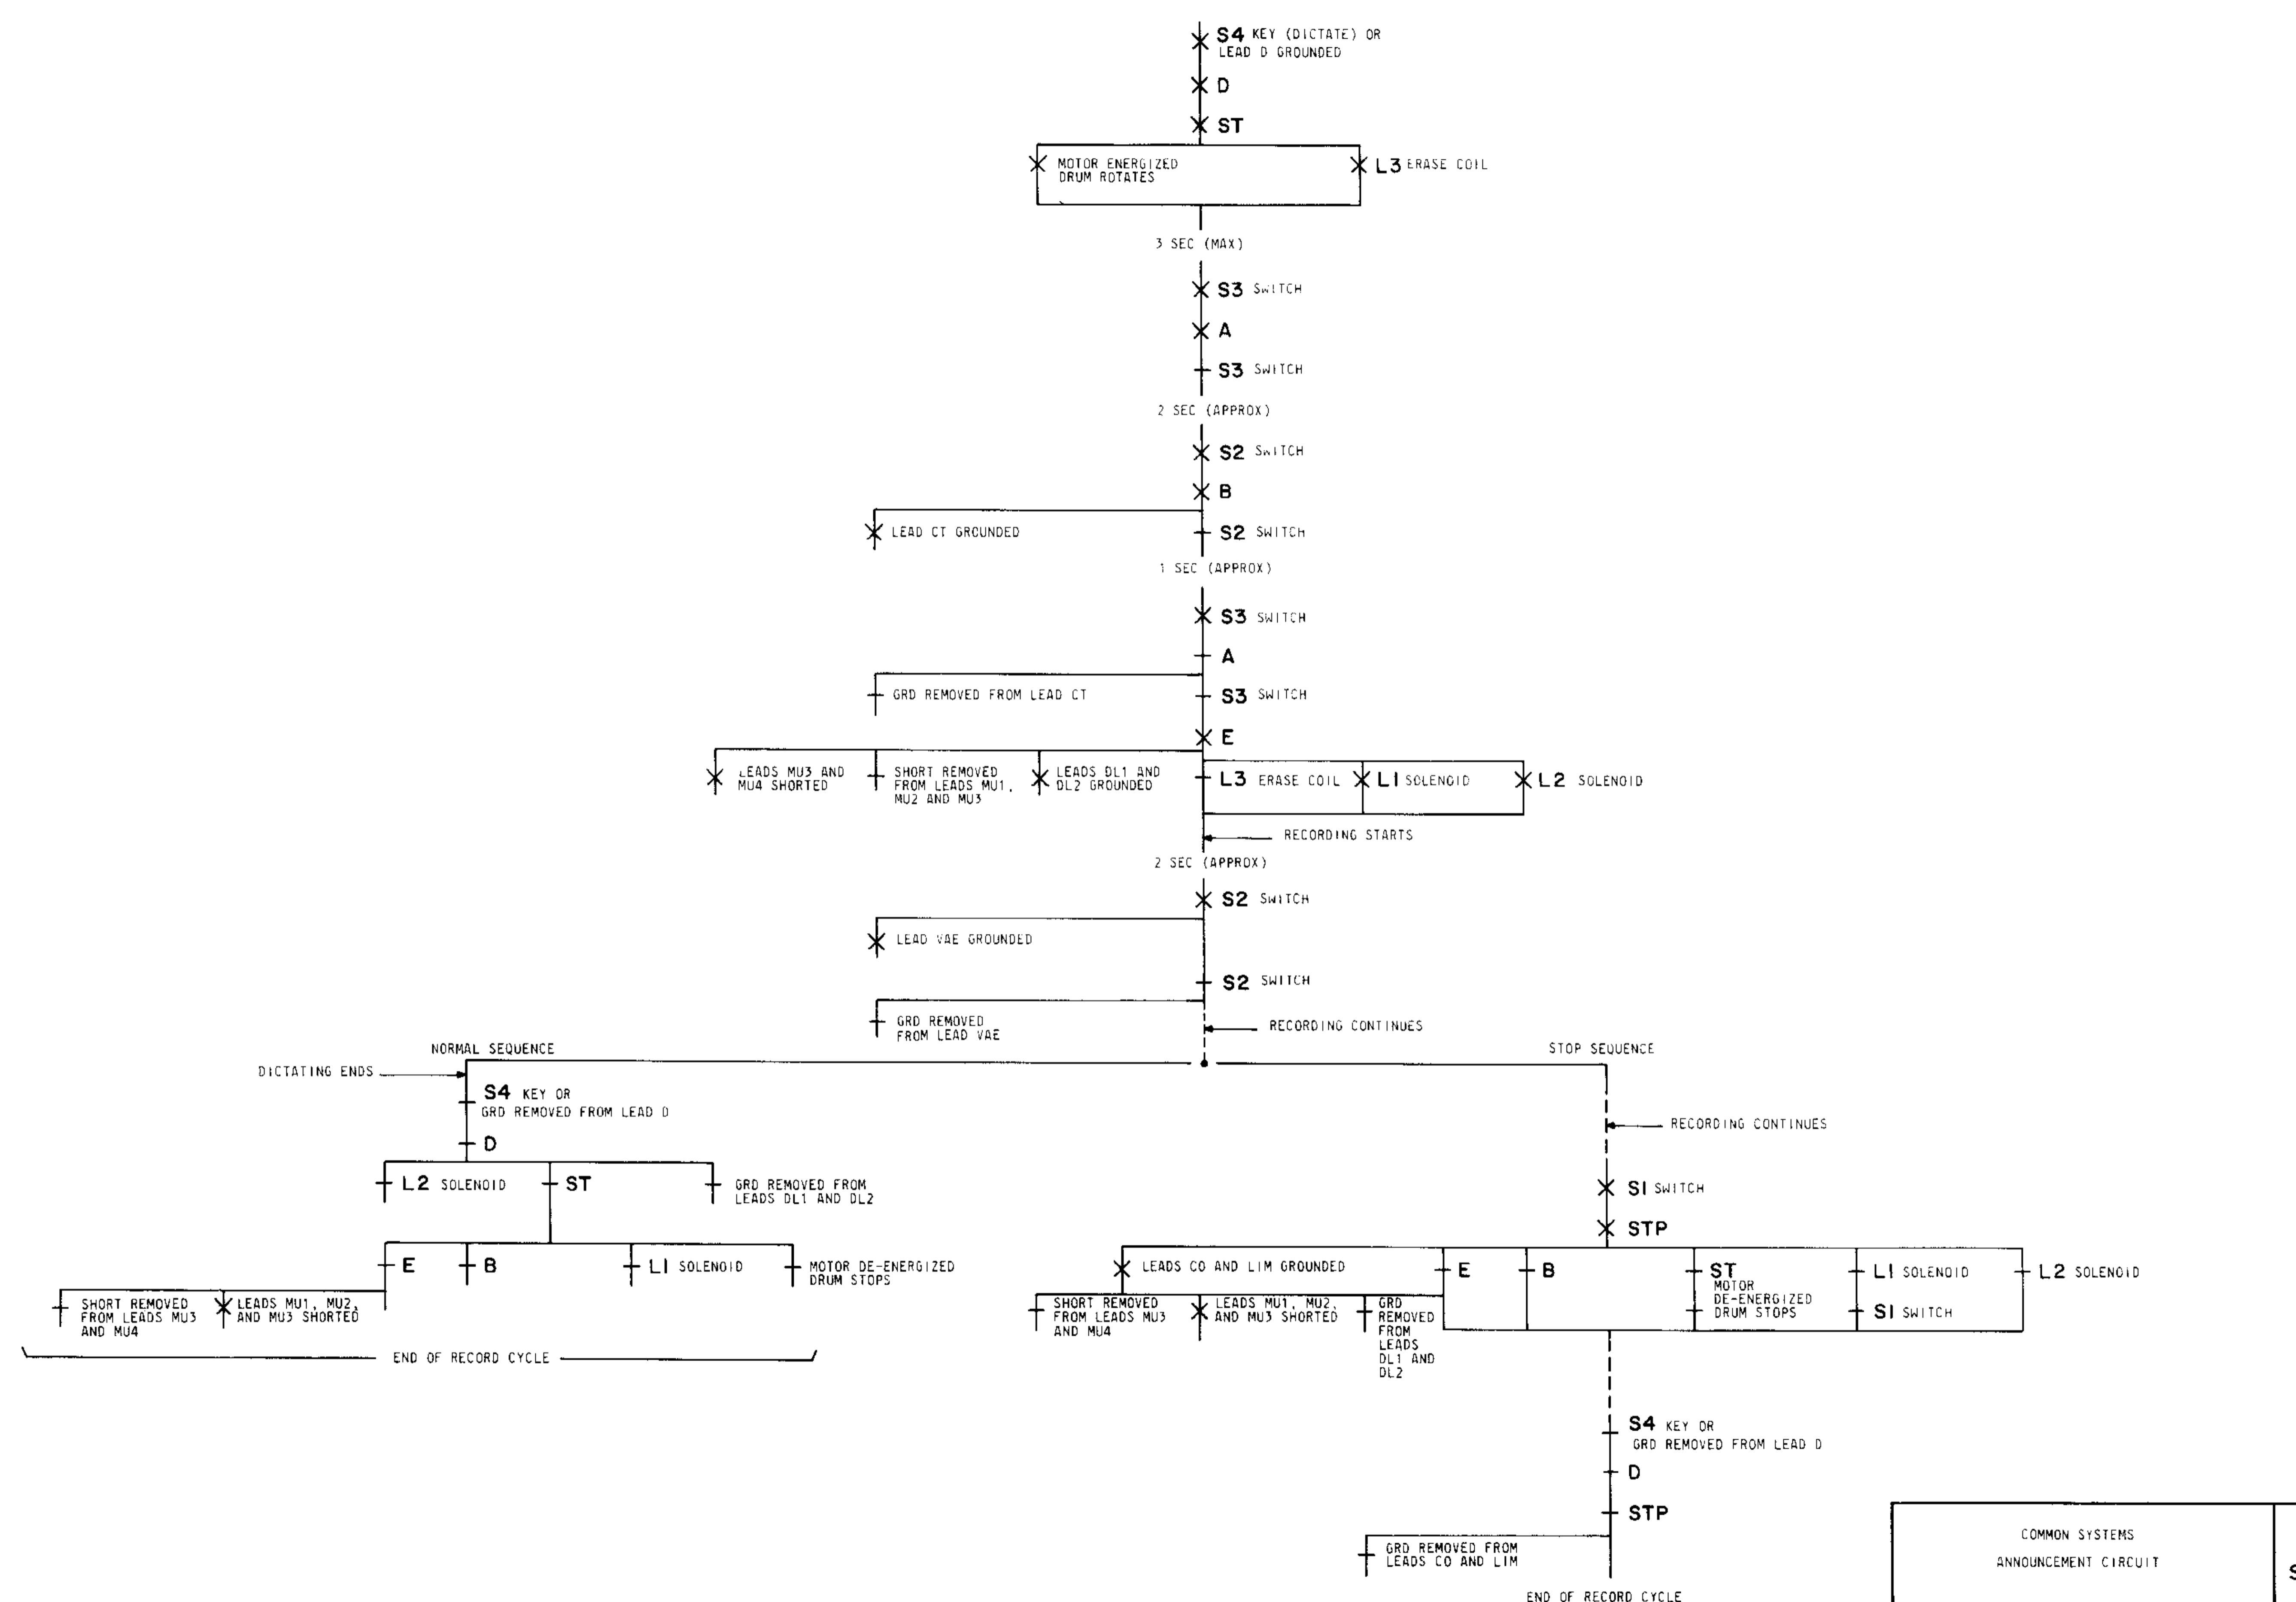 S4 KEY (DICTATE) OR
LEAD D GROUNDED
D
ST
MOTOR ENERGIZED
DRUM ROTATES
L3 ERASE COIL
3 SEC (MAX)
S3 SWITCH
A
S3 SWITCH
2 SEC (APPROX)
S2 SWITCH
B
LEAD CT GROUNDED
S2 SWITCH
1 SEC (APPROX)
S3 SWITCH
A
GRD REMOVED FROM LEAD CT
S3 SWITCH
E
LEADS MU3 AND
MU4 SHORTED
SHORT REMOVED
FROM LEADS MU1,
MU2 AND MU3
LEADS DL1 AND
DL2 GROUNDED
L3 ERASE COIL
L1 SOLENOID
L2 SOLENOID
RECORDING STARTS
2 SEC (APPROX)
S2 SWITCH
LEAD VAE GROUNDED
S2 SWITCH
GRD REMOVED
FROM LEAD VAE
RECORDING CONTINUES
NORMAL SEQUENCE
STOP SEQUENCE
DICTATING ENDS
S4 KEY OR
GRD REMOVED FROM LEAD D
D
L2 SOLENOID
ST
GRD REMOVED FROM
LEADS DL1 AND DL2
E
B
L1 SOLENOID
MOTOR DE-ENERGIZED
DRUM STOPS
SHORT REMOVED
FROM LEADS MU3
AND MU4
LEADS MU1, MU2,
AND MU3 SHORTED
END OF RECORD CYCLE
RECORDING CONTINUES
S1 SWITCH
STP
LEADS CO AND LIM GROUNDED
E
B
ST
MOTOR
DE-ENERGIZED
DRUM STOPS
L1 SOLENOID
S1 SWITCH
L2 SOLENOID
SHORT REMOVED
FROM LEADS MU3
AND MU4
LEADS MU1, MU2,
AND MU3 SHORTED
GRD
REMOVED
FROM
LEADS
DL1 AND
DL2
S4 KEY OR
GRD REMOVED FROM LEAD D
D
STP
GRD REMOVED FROM
LEADS CO AND LIM
END OF RECORD CYCLE
COMMON SYSTEMS
ANNOUNCEMENT CIRCUIT